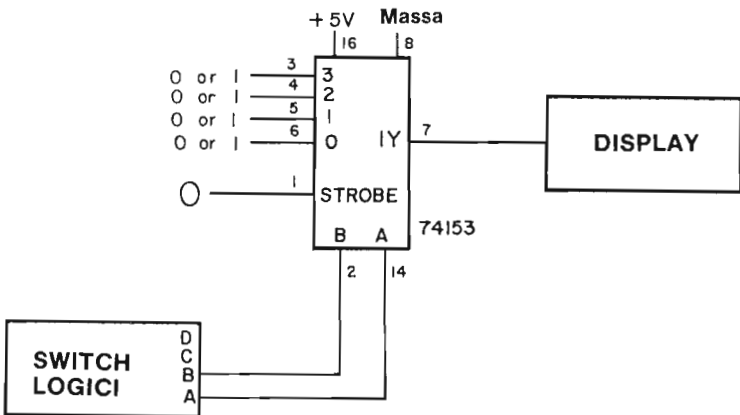 +5V Massa
16 8
0 or 1 3 3
0 or 1 4 2
0 or 1 5 1
0 or 1 6 0 1Y 7 DISPLAY
0 1 STROBE
74153
B A
2 14
D
SWITCH C
LOGICI B
A